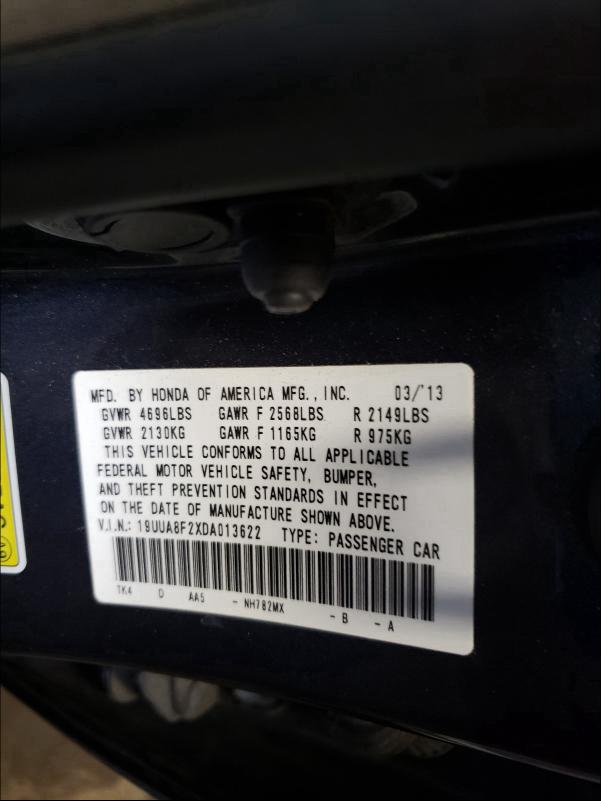 MFD. BY HONDA OF AMERICA MFG., INC. 03/'13
GVWR 4696LBS GAWR F 2568LBS R 2149LBS
GVWR 2130KG GAWR F 1165KG R 975KG
THIS VEHICLE CONFORMS TO ALL APPLICABLE
FEDERAL MOTOR VEHICLE SAFETY, BUMPER,
AND THEFT PREVENTION STANDARDS IN EFFECT
ON THE DATE OF MANUFACTURE SHOWN ABOVE.
V.I.N.: 19UUA8F2XDA013622 TYPE: PASSENGER CAR
TK4 D AA5 - NH782MX - B - A